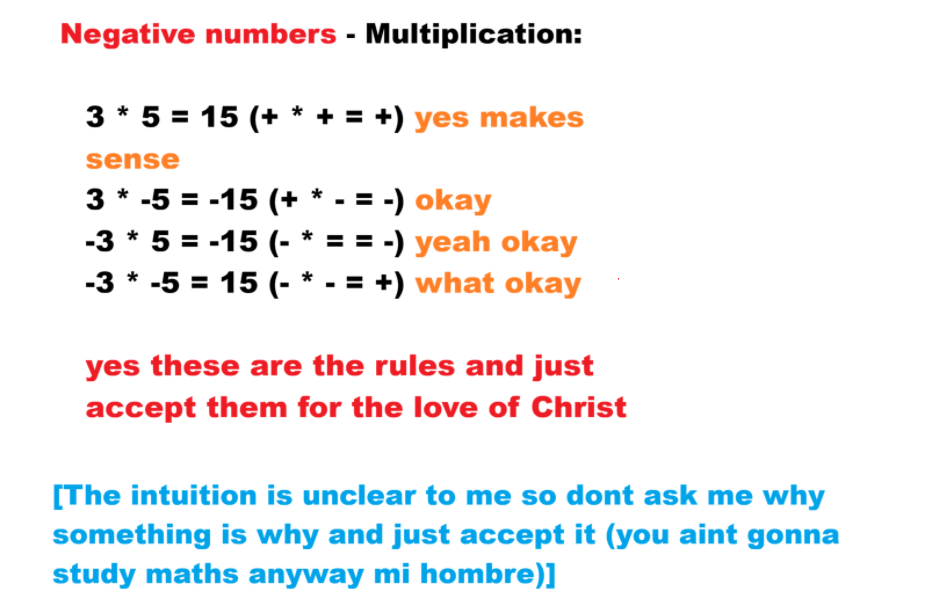 Negative numbers - Multiplication:
3 * 5 = 15 (+ * + = +) yes makes
sense
3 * -5 = -15 (+ * - = -) okay
-3 * 5 = -15 (- * = = -) yeah okay
-3 * -5 = 15 (- * - = +) what okay
yes these are the rules and just
accept them for the love of Christ
[The intuition is unclear to me so dont ask me why
something is why and just accept it (you aint gonna
study maths anyway mi hombre)]